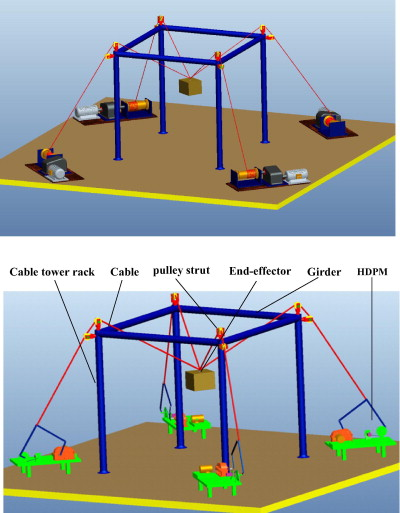 Cable tower rack Cable pulley strut End-effector Girder HDPM